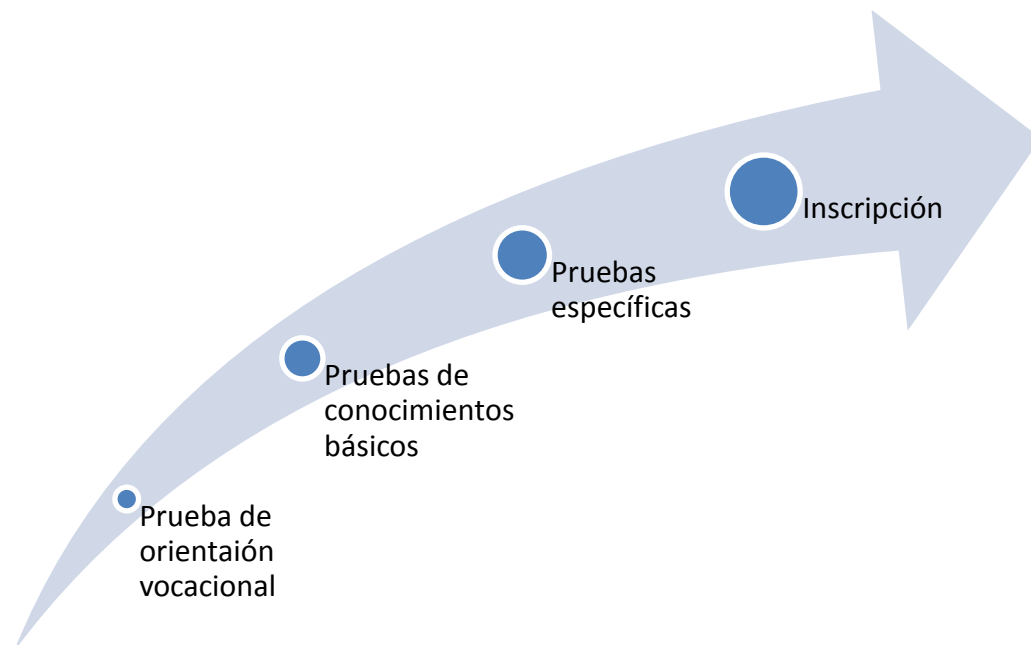 Prueba de
orientaión
vocacional
Pruebas de
conocimientos
básicos
Pruebas
específicas
Inscripción